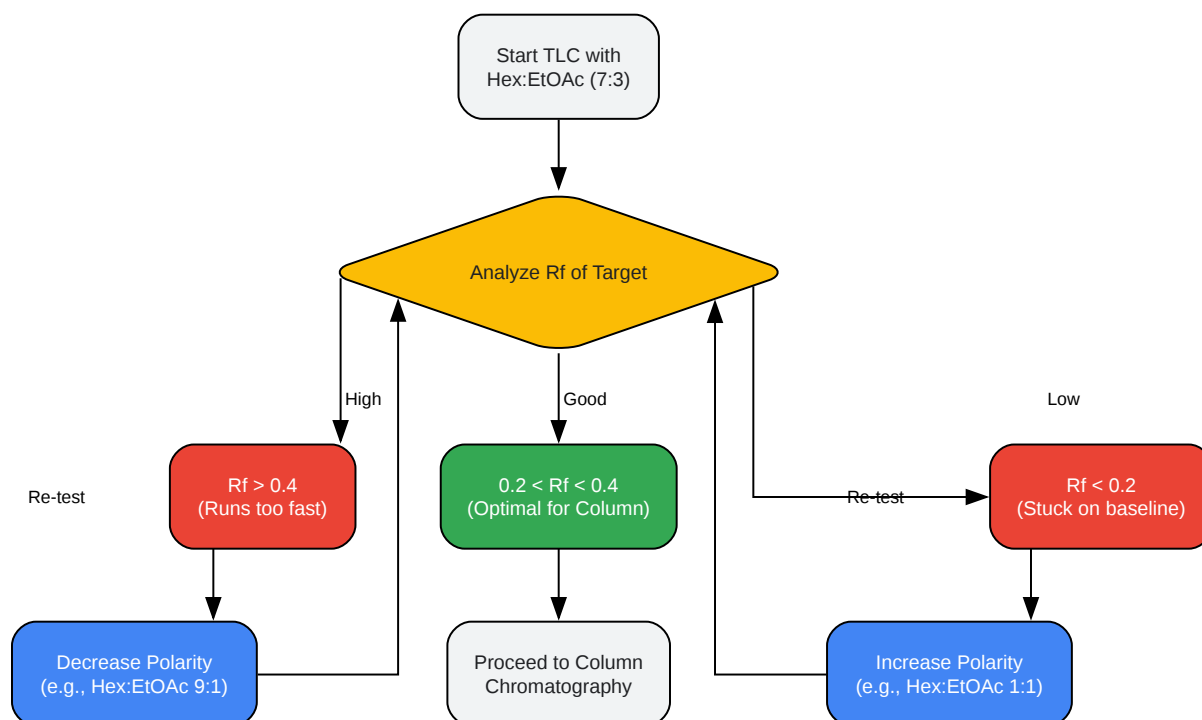 Start TLC with
Hex:EtOAc (7:3)
Analyze Rf of Target
High
Good
Low
Re-test
Rf > 0.4
(Runs too fast)
0.2 < Rf < 0.4
(Optimal for Column)
Re-test
Rf < 0.2
(Stuck on baseline)
Decrease Polarity
(e.g., Hex:EtOAc 9:1)
Proceed to Column
Chromatography
Increase Polarity
(e.g., Hex:EtOAc 1:1)